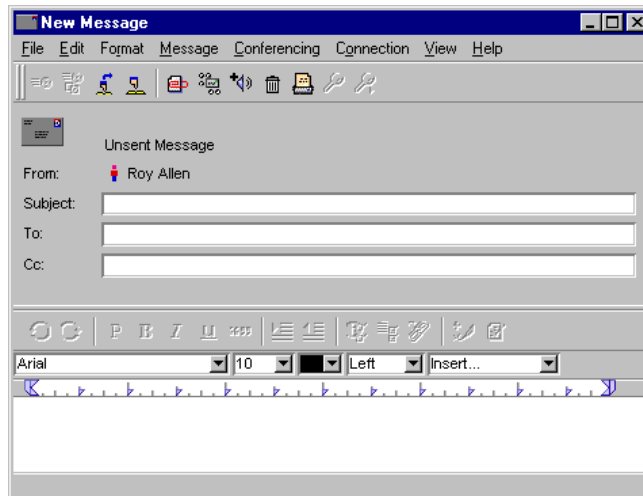 New Message
File Edit Format Message Conferencing Connection View Help
Unsent Message
From: Roy Allen
Subject:
To:
Cc:
P B I U
Arial 10 Left Insert...